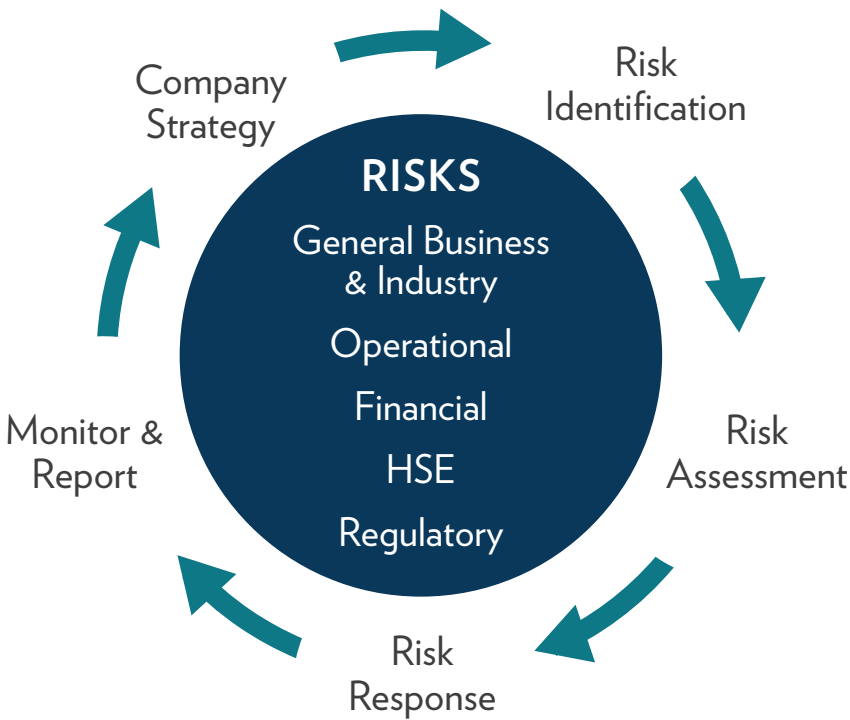 Company
Strategy
Risk
Identification
RISKS
General Business
& Industry
Operational
Financial
HSE
Regulatory
Monitor &
Report
Risk
Assessment
Risk
Response